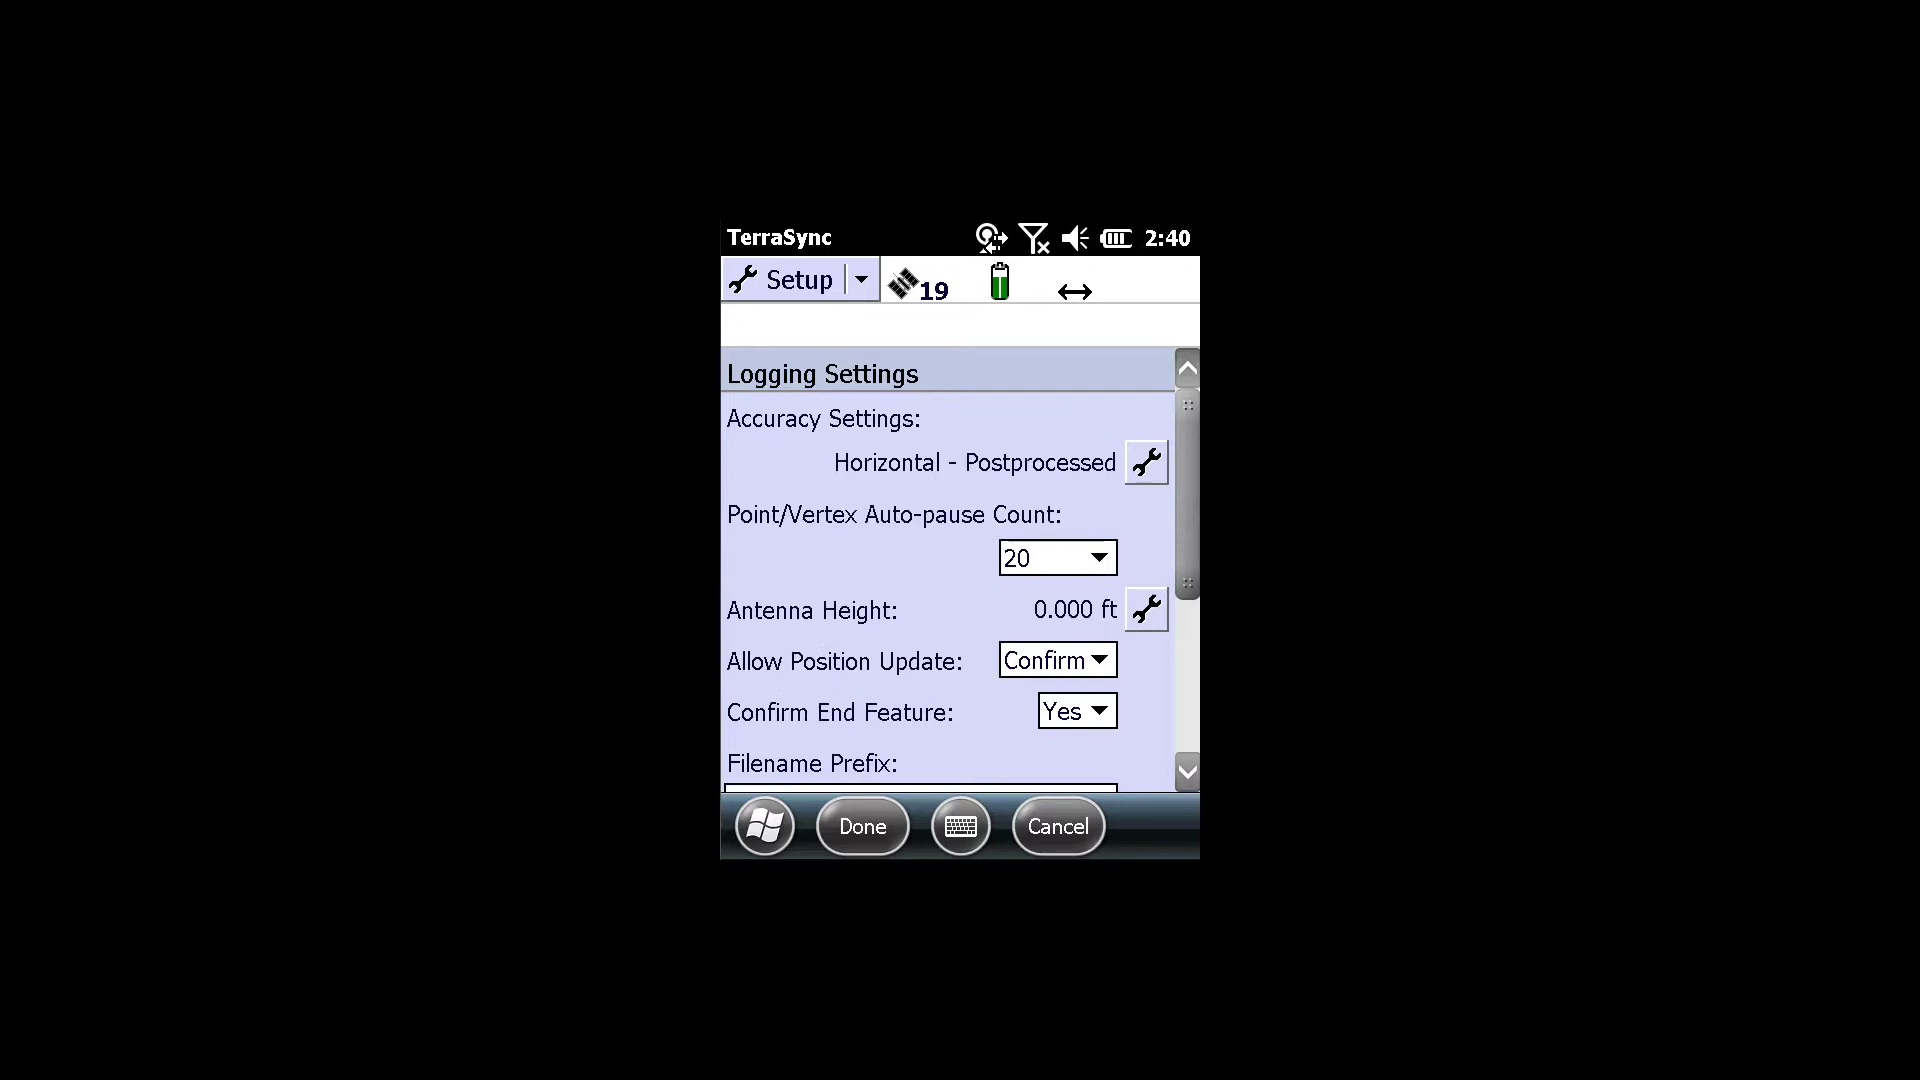 TerraSync 2:40
Setup 19
Logging Settings
Accuracy Settings:
Horizontal - Postprocessed
Point/Vertex Auto-pause Count:
20
Antenna Height: 0.000 ft
Allow Position Update: Confirm
Confirm End Feature: Yes
Filename Prefix:
Done Cancel